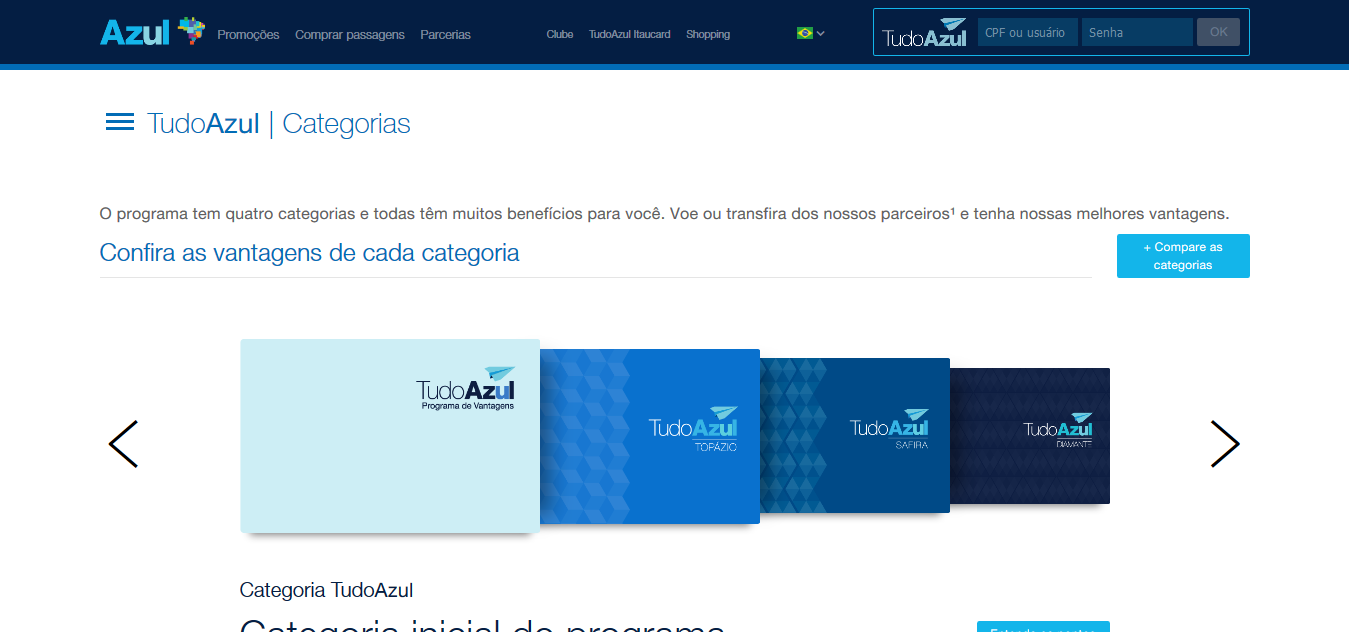 Azul Promoções Comprar passagens Parcerias Clube TudoAzul Itaucard Shopping TudoAzul CPF ou usuário Senha OK
TudoAzul | Categorias
O programa tem quatro categorias e todas têm muitos benefícios para você. Voe ou transfira dos nossos parceiros¹ e tenha nossas melhores vantagens.
Confira as vantagens de cada categoria
+ Compare as
categorias
TudoAzul
Programa de Vantagens
TudoAzul
TOPÁZIO
TudoAzul
SAFIRA
TudoAzul
DIAMANTE
Categoria TudoAzul
Categoria inicial do programa